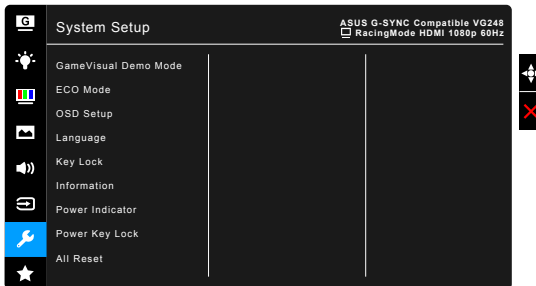 G
System Setup
ASUS G-SYNC Compatible VG248
RacingMode HDMI 1080p 60Hz
GameVisual Demo Mode
ECO Mode
OSD Setup
Language
Key Lock
Information
Power Indicator
Power Key Lock
All Reset